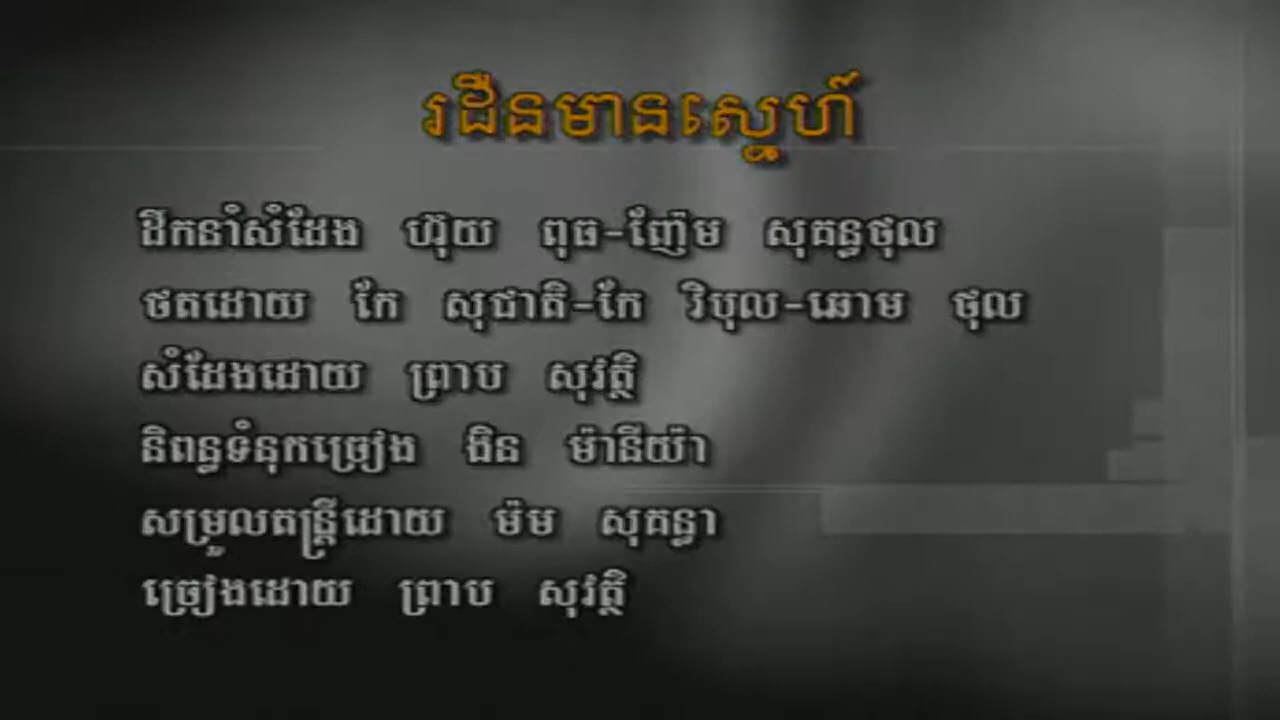 រដឺនមានស្នេហ៍
ដឹកនាំសំដែង ហ៊ុយ ពុធ-ញ៉ែម សុគន្ធថុល
ថតដោយ កែ សុជាតិ-កែ វិបុល-ឆោម ថុល
សំដែងដោយ ព្រាប សុវត្ថិ
និពន្ធទំនុកច្រៀង ងិន ម៉ានីយ៉ា
សម្រួលតន្ត្រីដោយ ម៉ម សុគន្ធា
ច្រៀងដោយ ព្រាប សុវត្ថិ